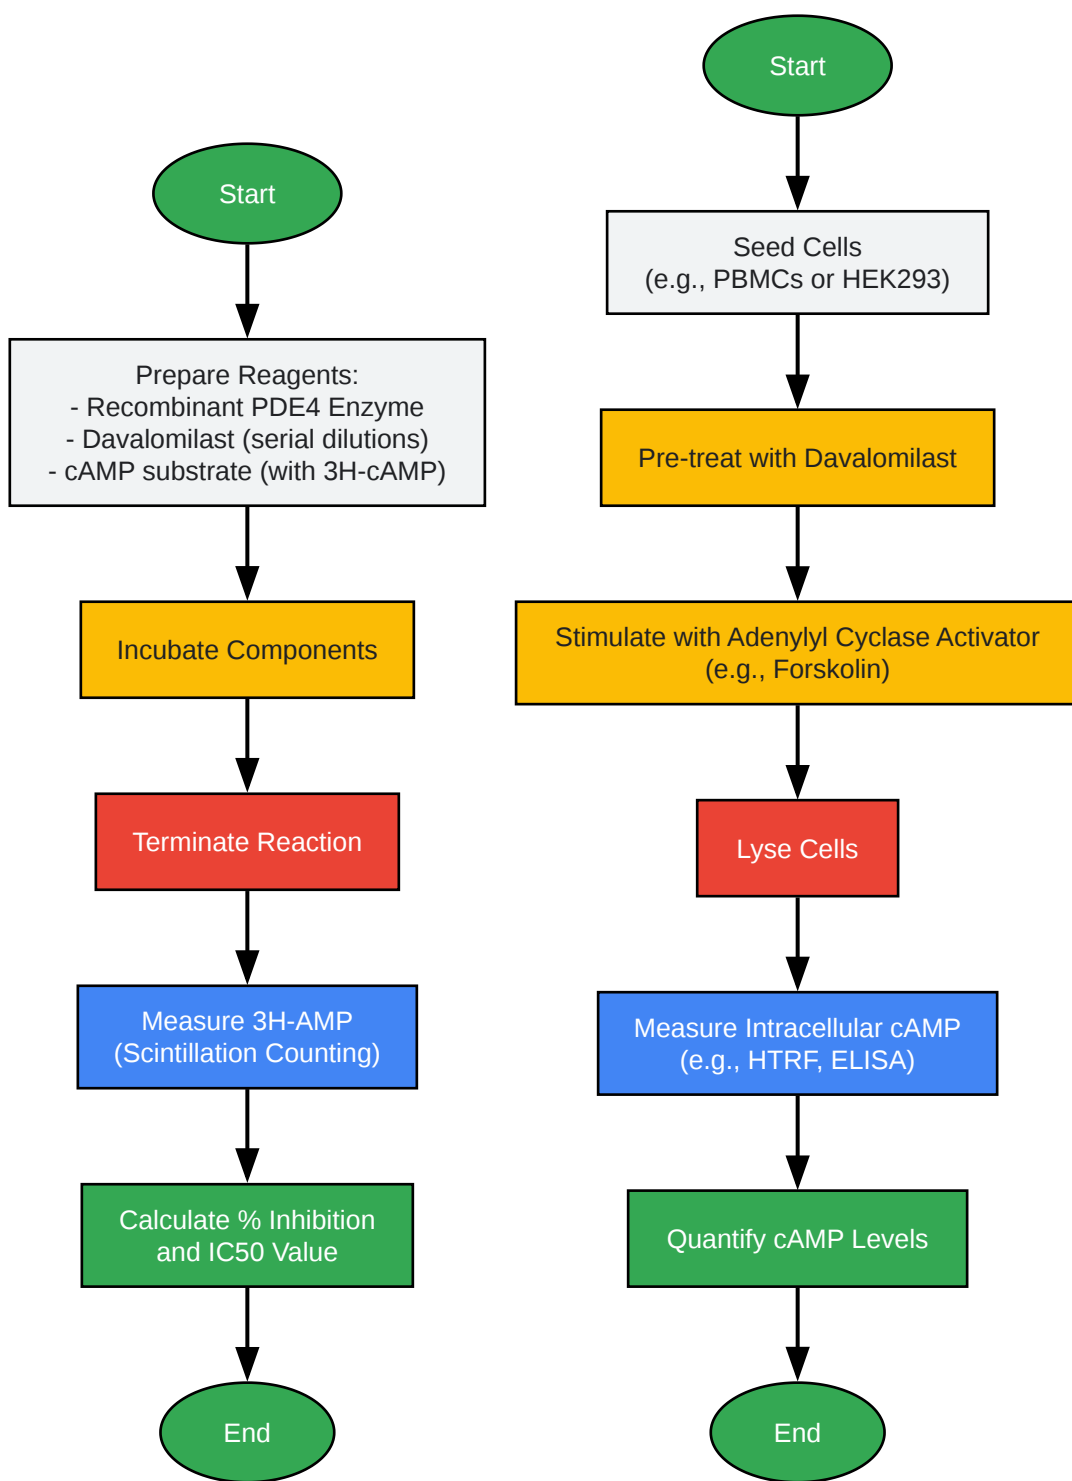 Start
Prepare Reagents:
- Recombinant PDE4 Enzyme
- Davalomilast (serial dilutions)
- cAMP substrate (with 3H-cAMP)
Incubate Components
Terminate Reaction
Measure 3H-AMP
(Scintillation Counting)
Calculate % Inhibition
and IC50 Value
End
Start
Seed Cells
(e.g., PBMCs or HEK293)
Pre-treat with Davalomilast
Stimulate with Adenylyl Cyclase Activator
(e.g., Forskolin)
Lyse Cells
Measure Intracellular cAMP
(e.g., HTRF, ELISA)
Quantify cAMP Levels
End